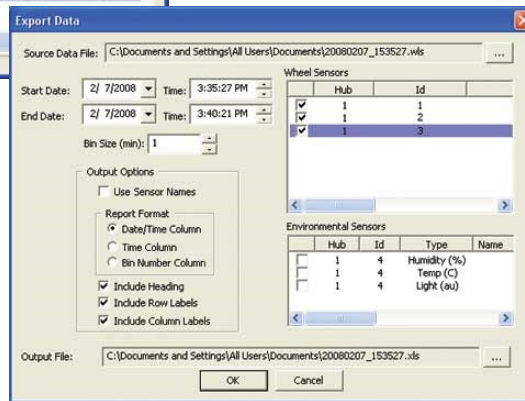 Export Data
Source Data File: C:\Documents and Settings\All Users\Documents\20080207_153527.wls ...
Start Date: 2/ 7/2008 Time: 3:35:27 PM
End Date: 2/ 7/2008 Time: 3:40:21 PM
Bin Size (min): 1
Output Options
Use Sensor Names
Report Format
Date/Time Column
Time Column
Bin Number Column
Include Heading
Include Row Labels
Include Column Labels
Wheel Sensors
Hub Id
1 1
1 2
1 3
Environmental Sensors
Hub Id Type Name
1 4 Humidity (%)
1 4 Temp (C)
1 4 Light (au)
Output File: C:\Documents and Settings\All Users\Documents\20080207_153527.xls ...
OK Cancel